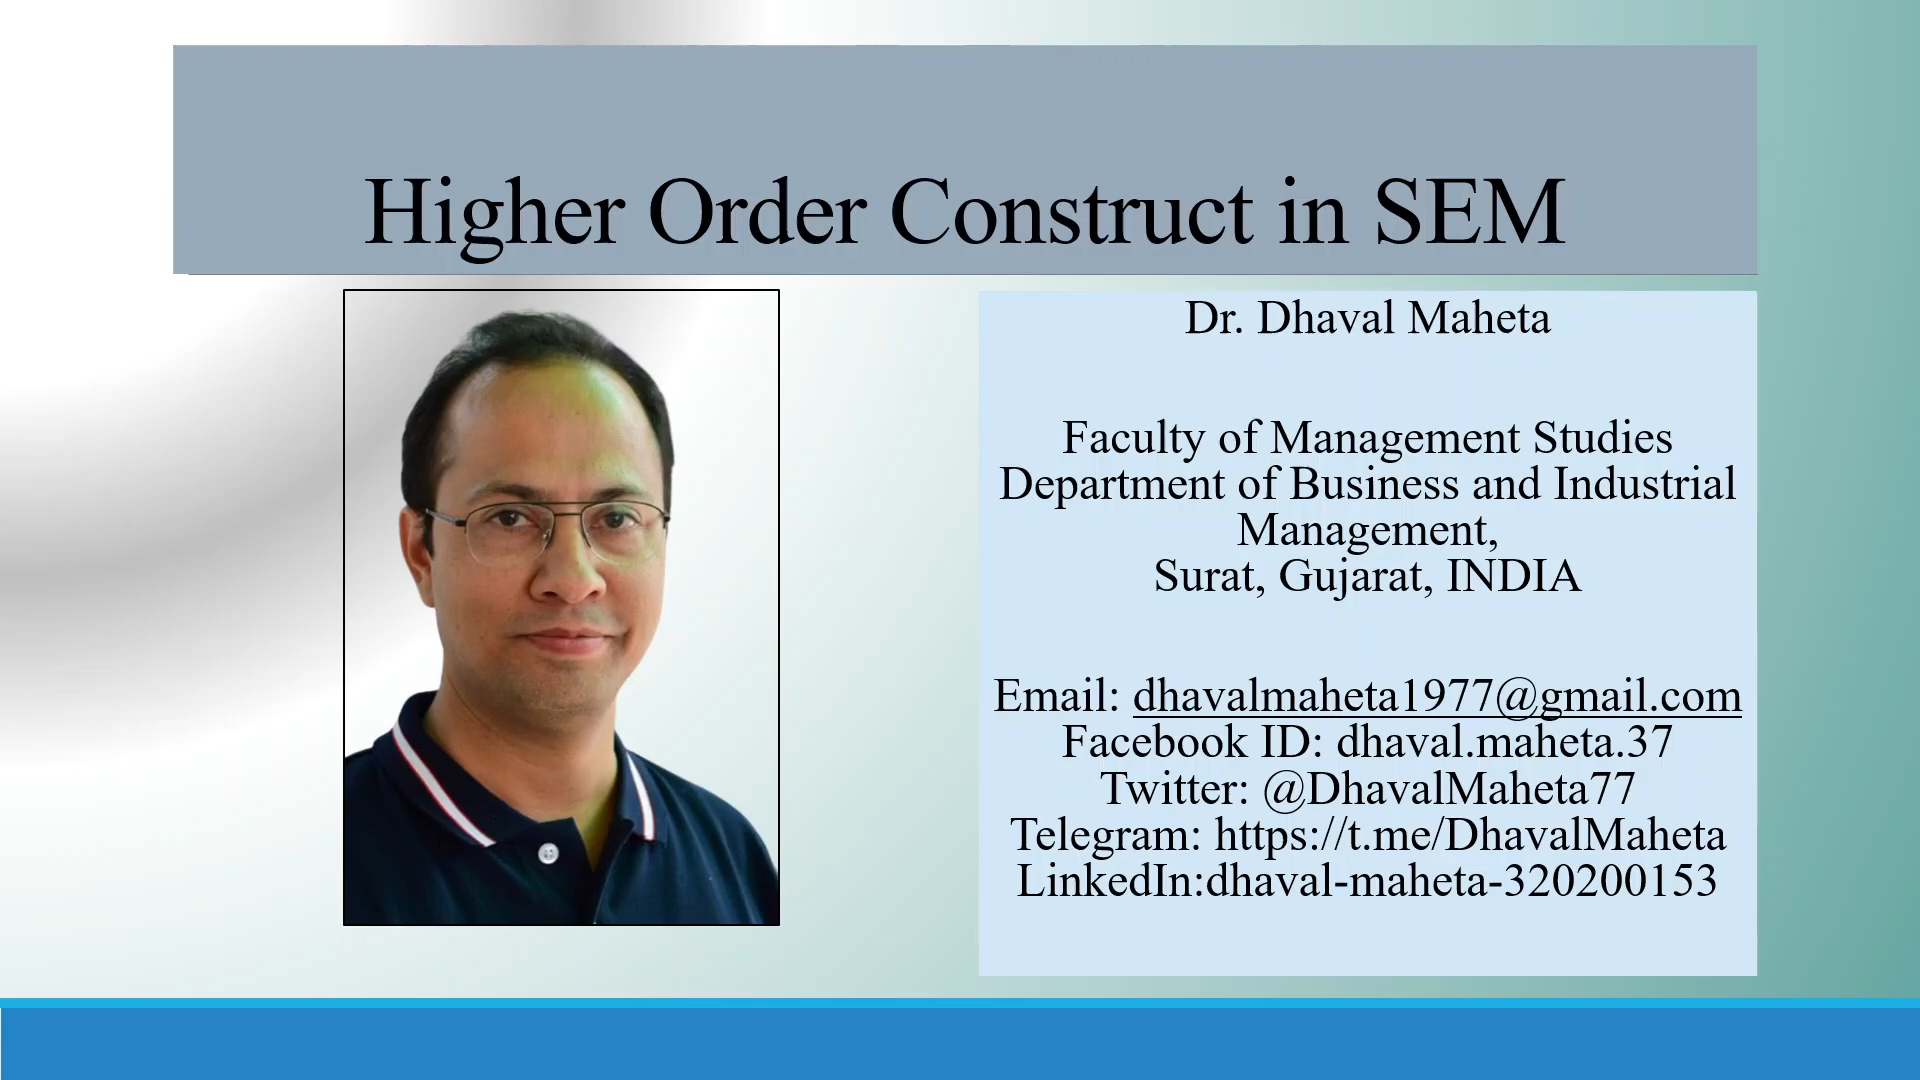 Higher Order Construct in SEM
Dr. Dhaval Maheta
Faculty of Management Studies
Department of Business and Industrial
Management,
Surat, Gujarat, INDIA
Email: dhavalmaheta1977@gmail.com
Facebook ID: dhaval.maheta.37
Twitter: @DhavalMaheta77
Telegram: https://t.me/DhavalMaheta
LinkedIn:dhaval-maheta-320200153